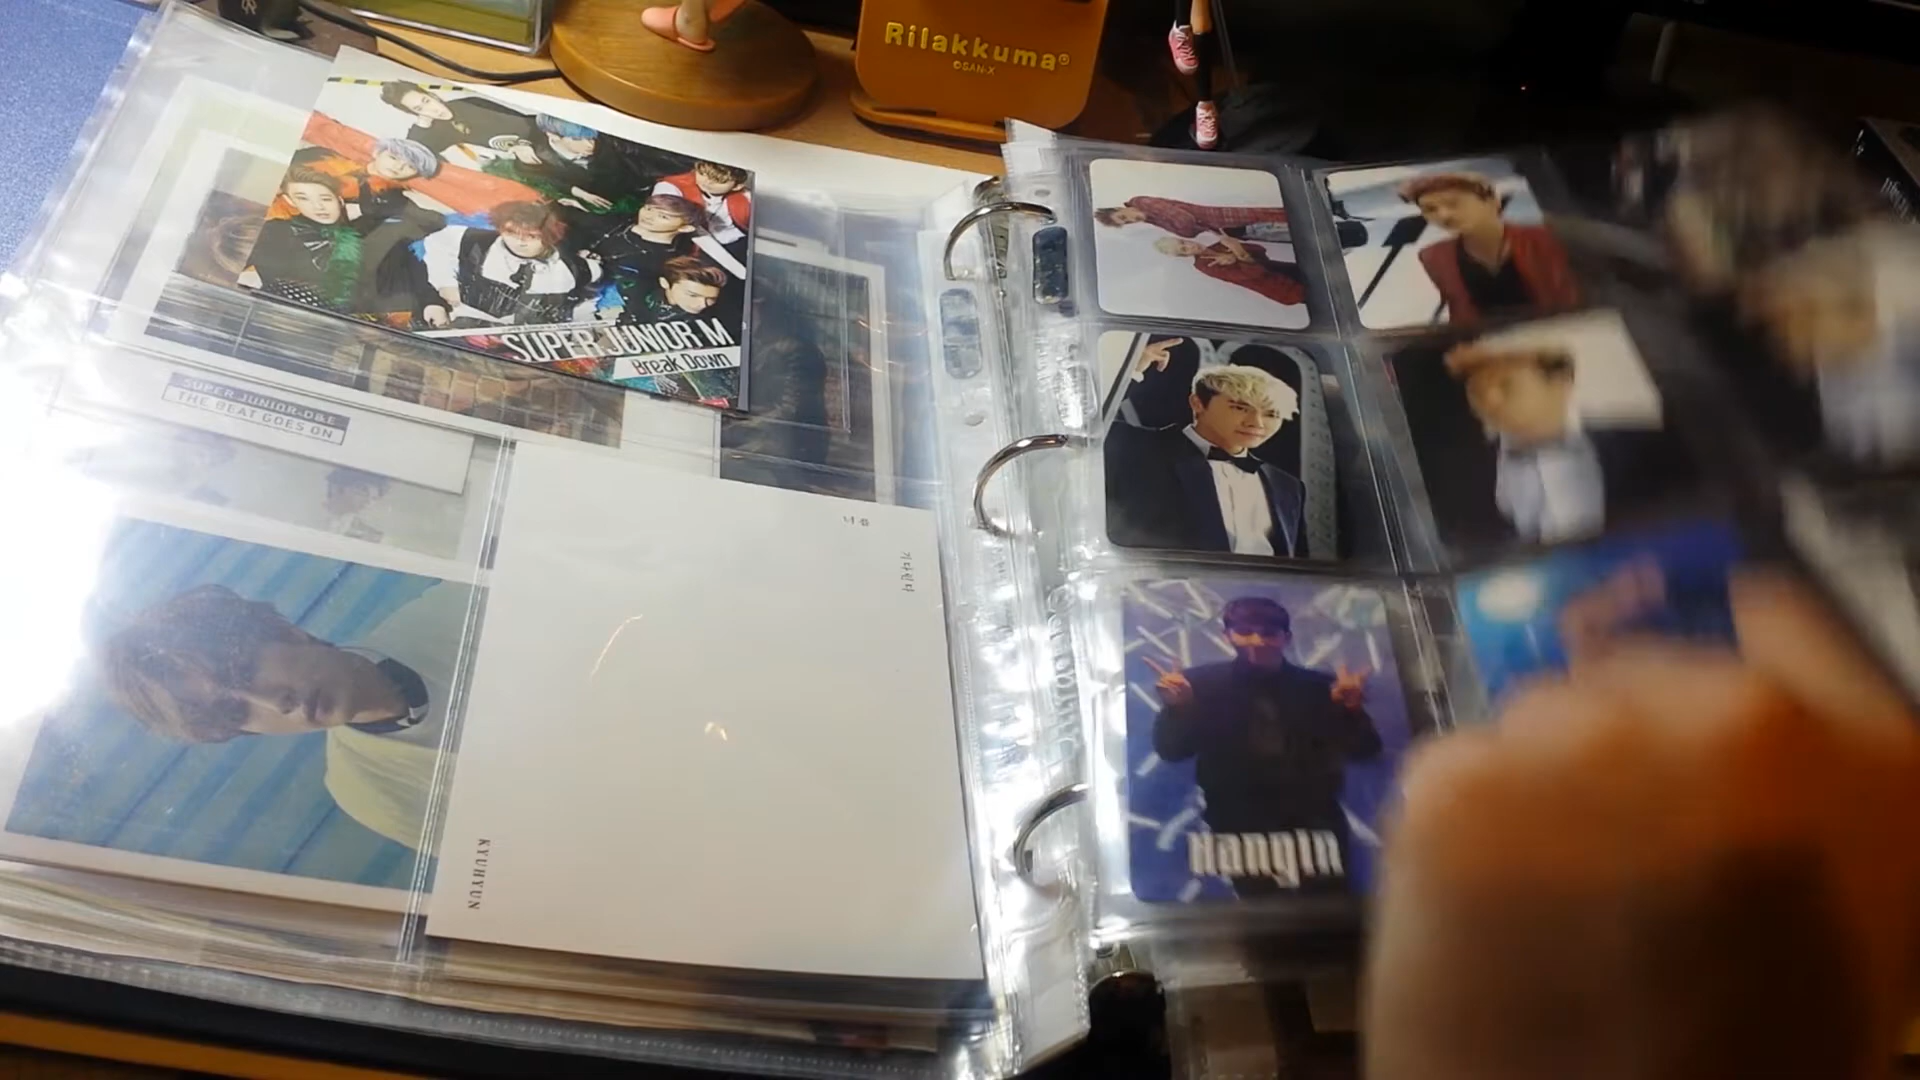 Rilakkuma®
©SAN-X
SUPER JUNIOR M
Break Down
SUPER JUNIOR-D&E
THE BEAT GOES ON
KYUHYUN
HangIn